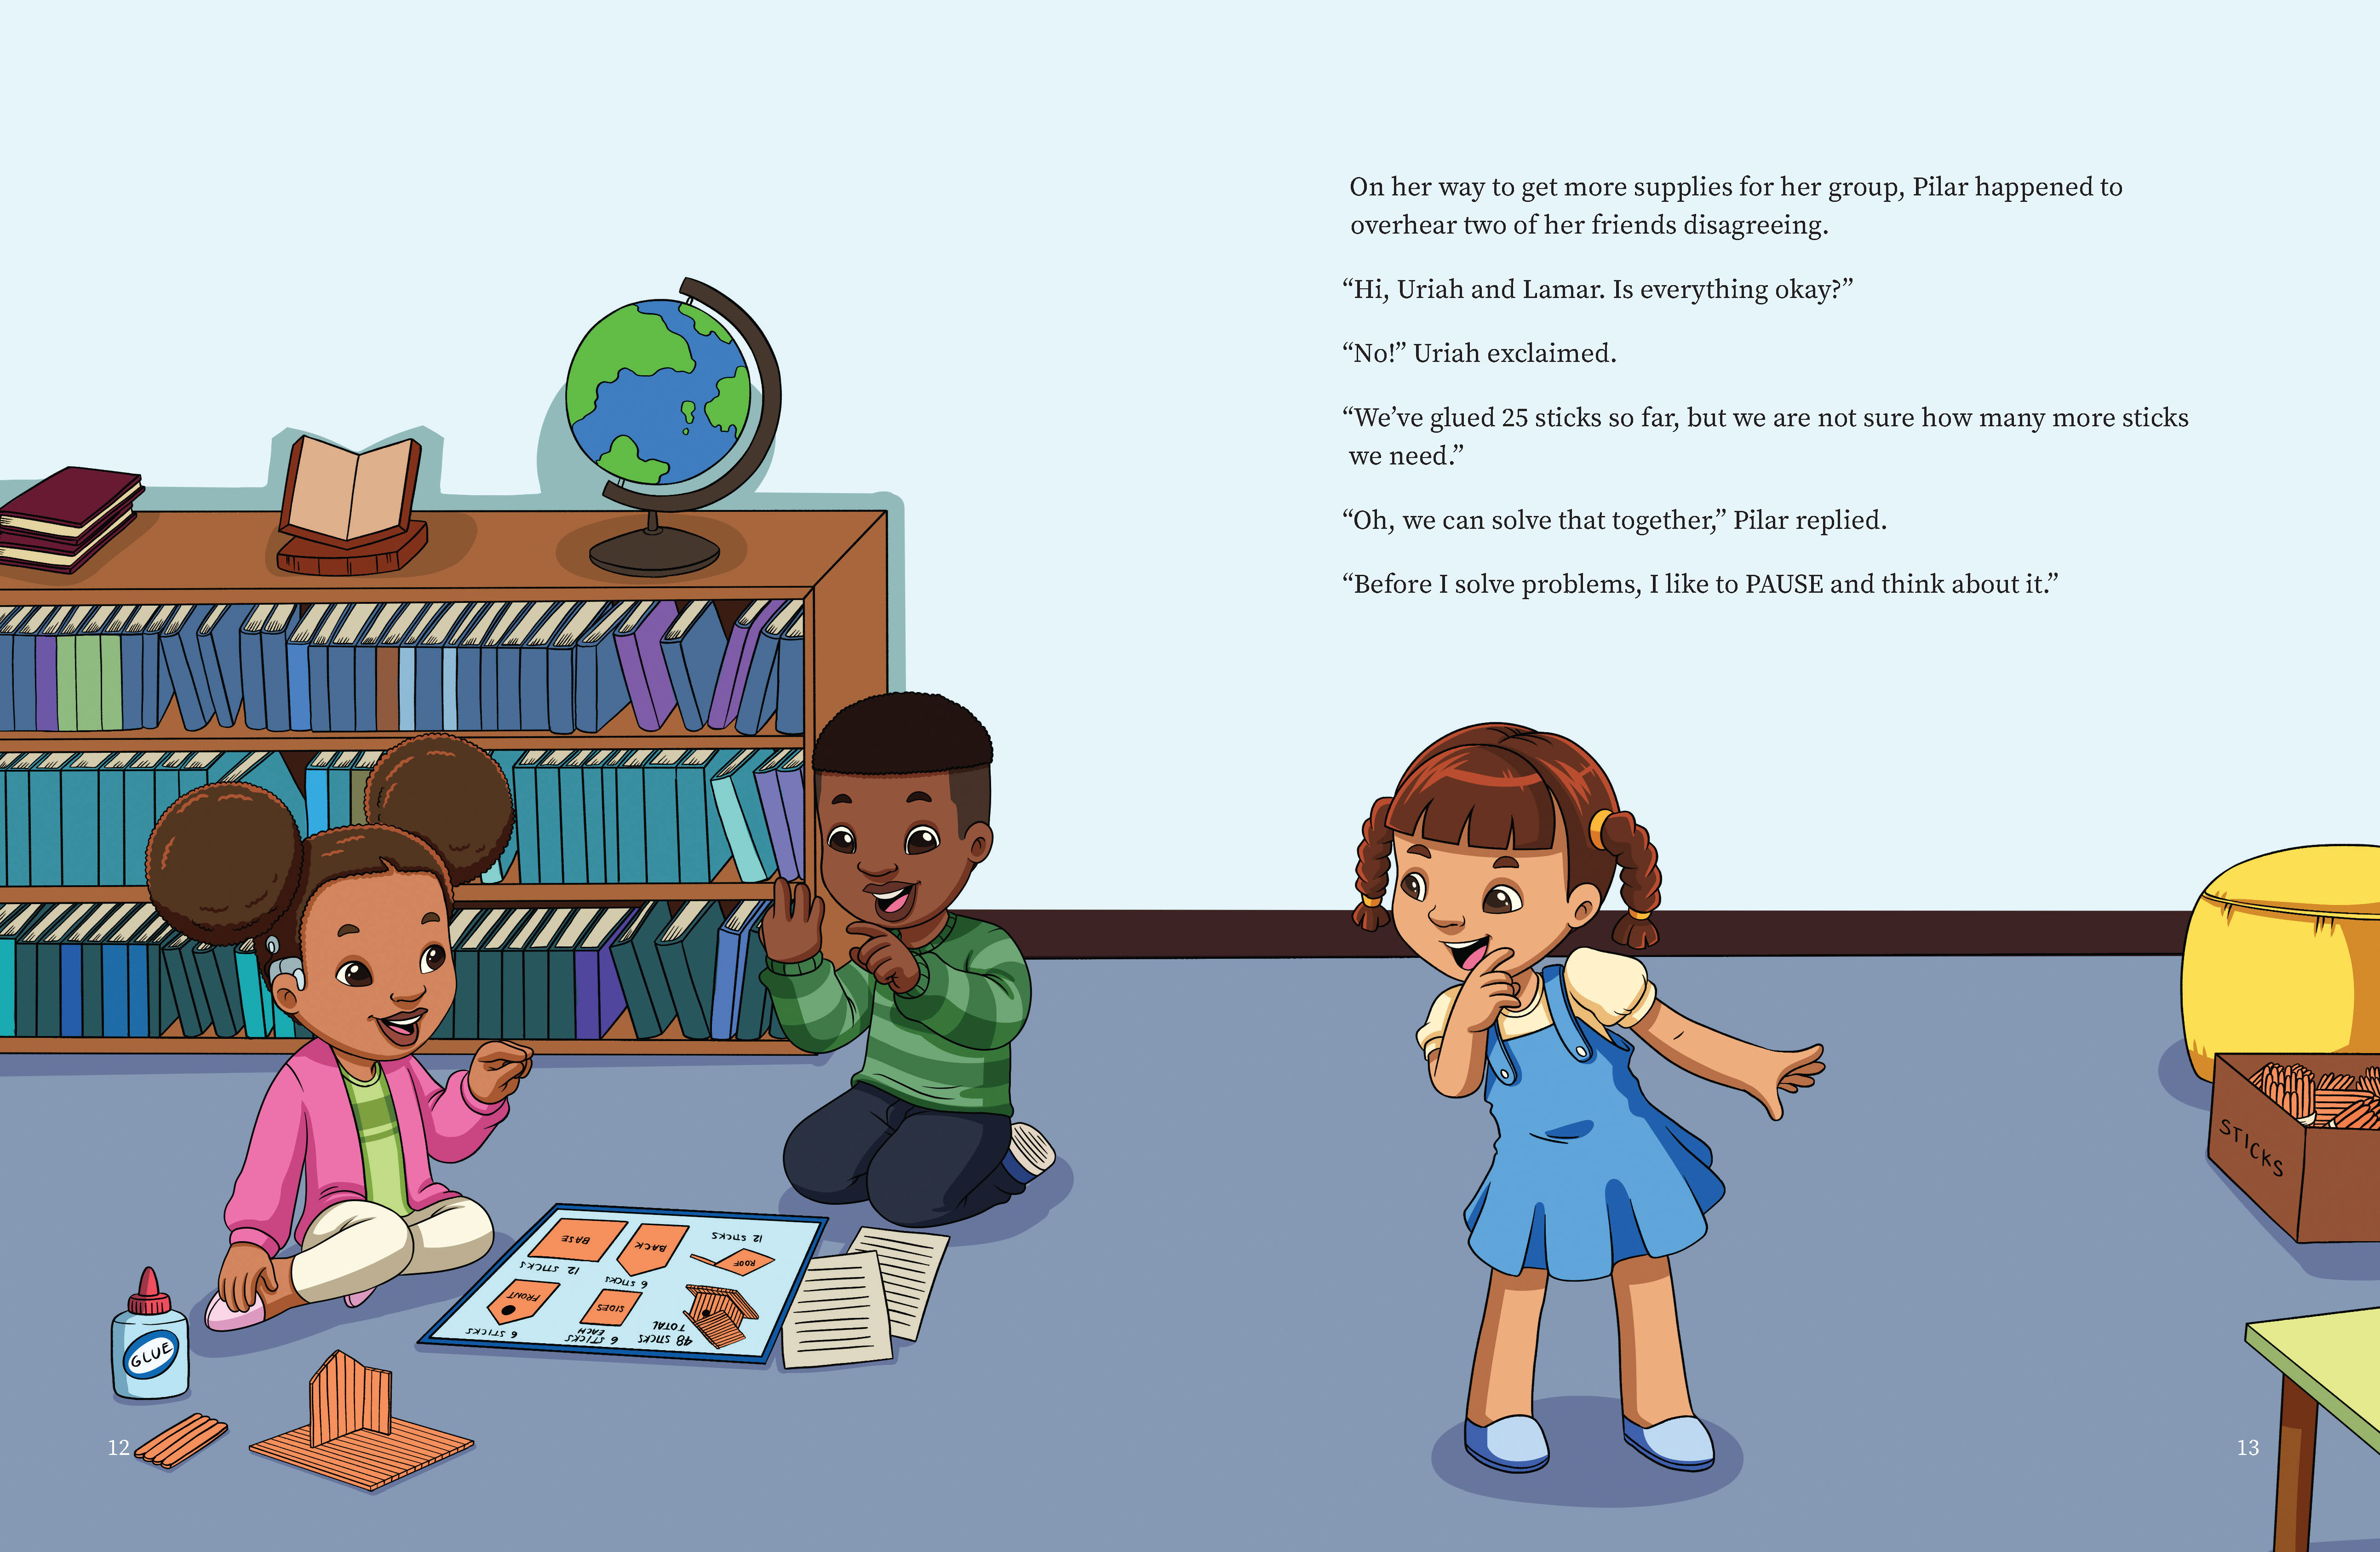 On her way to get more supplies for her group, Pilar happened to
overhear two of her friends disagreeing.
“Hi, Uriah and Lamar. Is everything okay?”
“No!” Uriah exclaimed.
“We’ve glued 25 sticks so far, but we are not sure how many more sticks
we need.”
“Oh, we can solve that together,” Pilar replied.
“Before I solve problems, I like to PAUSE and think about it.”
STICKS
48 STICKS
TOTAL
SIDES
6 STICKS
EACH
FRONT
6 STICKS
ROOF
12 STICKS
BACK
6 STICKS
BASE
12 STICKS
GLUE
12
13